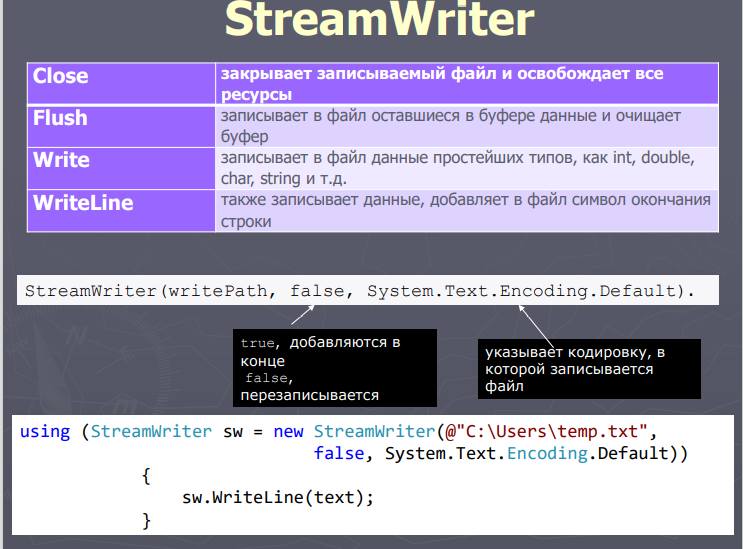 StreamWriter
Close
закрывает записываемый файл и освобождает все
ресурсы
Flush
записывает в файл оставшиеся в буфере данные и очищает
буфер
Write
записывает в файл данные простейших типов, как int, double,
char, string и т.д.
WriteLine
также записывает данные, добавляет в файл символ окончания
строки
StreamWriter(writePath, false, System.Text.Encoding.Default).
true, добавляются в
конце
false,
перезаписывается
указывает кодировку, в
которой записывается
файл
using (StreamWriter sw = new StreamWriter(@"C:\Users\temp.txt",
false, System.Text.Encoding.Default))
{
sw.WriteLine(text);
}